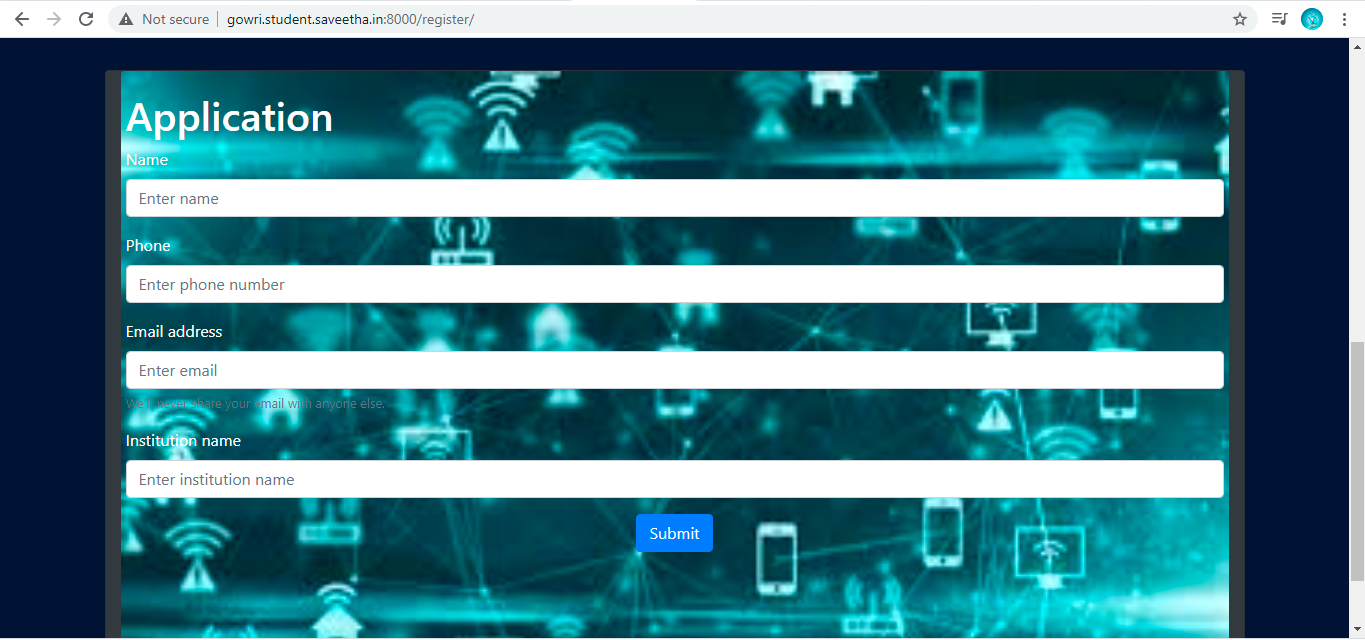 Not secure
gowri.student.saveetha.in:8000/register/
Application
Name
Enter name
Phone
Enter phone number
Email address
Enter email
We'll never share your email with anyone else.
Institution name
Enter institution name
Submit